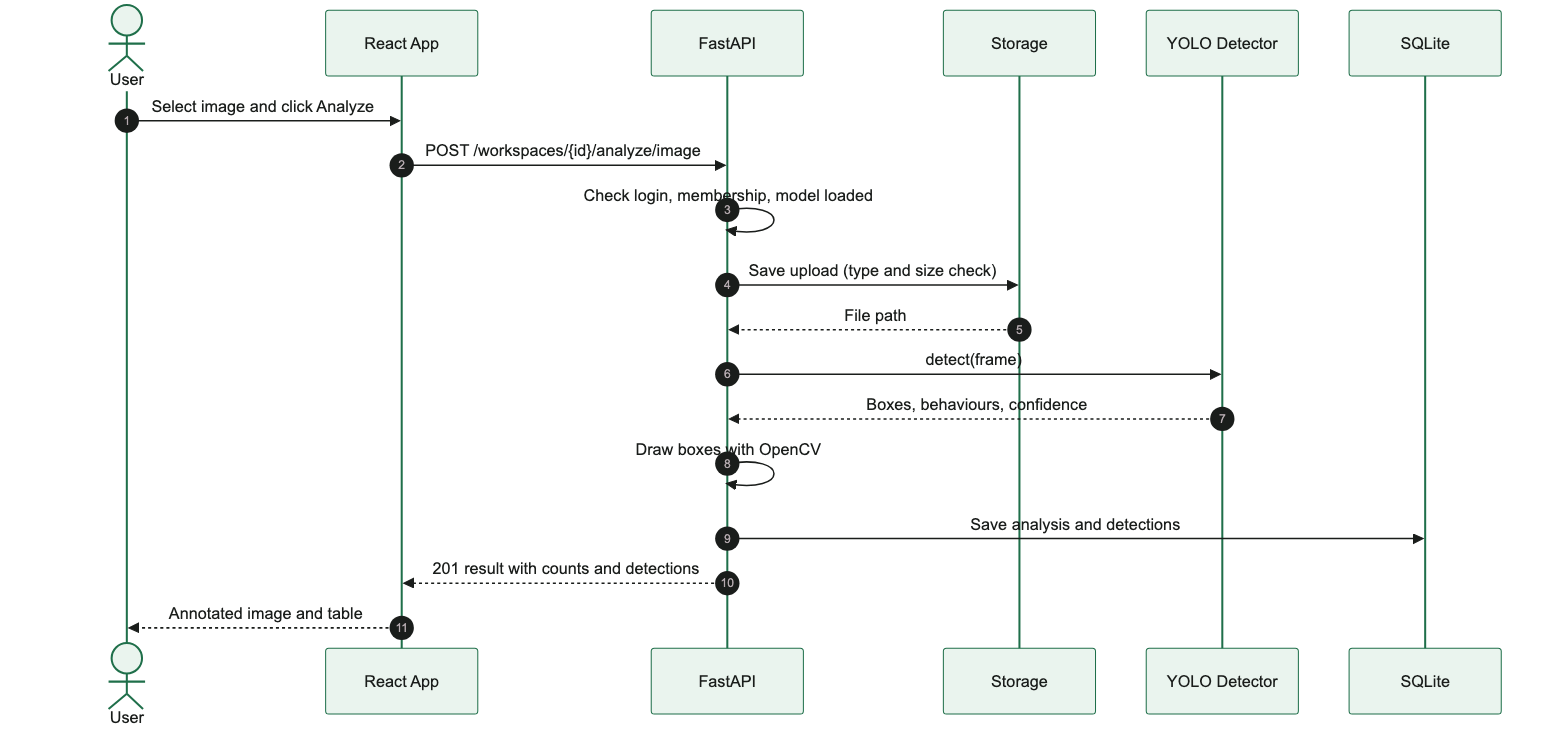 User
React App
FastAPI
Storage
YOLO Detector
SQLite
Select image and click Analyze
1
POST /workspaces/{id}/analyze/image
2
Check login, membership, model loaded
3
Save upload (type and size check)
4
File path
5
detect(frame)
6
Boxes, behaviours, confidence
7
Draw boxes with OpenCV
8
Save analysis and detections
9
201 result with counts and detections
10
Annotated image and table
11
User
React App
FastAPI
Storage
YOLO Detector
SQLite